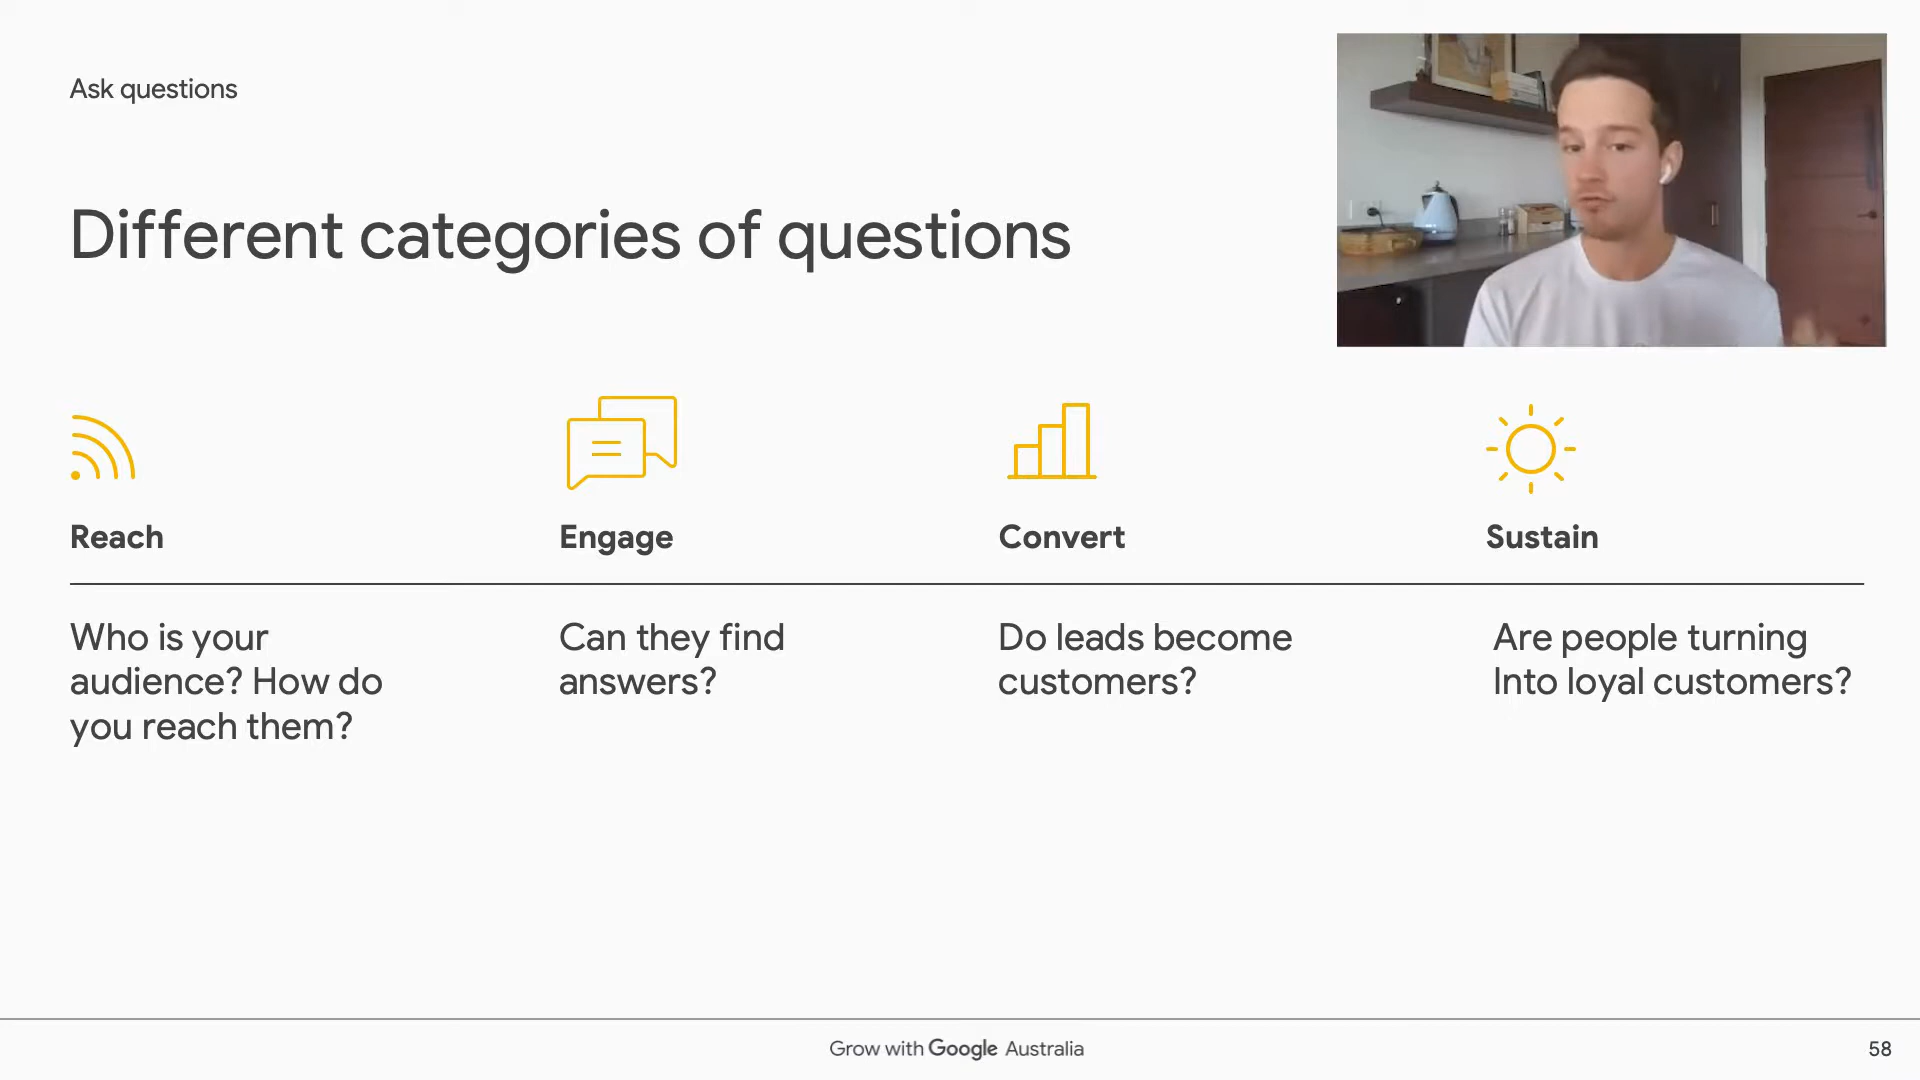 Ask questions
Different categories of questions
Reach
Engage
Convert
Sustain
Who is your
audience? How do
you reach them?
Can they find
answers?
Do leads become
customers?
Are people turning
Into loyal customers?
Grow with Google Australia
58